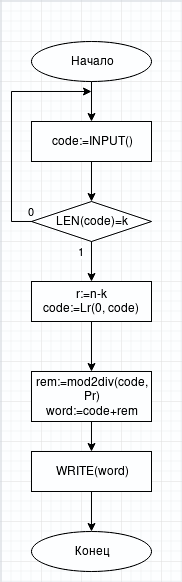 Начало
code:=INPUT()
0
LEN(code)=k
1
r:=n-k
code:=Lr(0, code)
rem:=mod2div(code,
Pr)
word:=code+rem
WRITE(word)
Конец